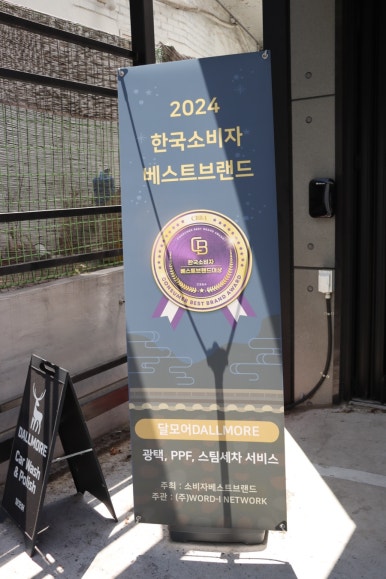 2024
한국소비자
베스트브랜드
CB
한국소비자
베스트브랜드대상
CONSUMER BEST BRAND AWARD
달모어DALLMORE
광택, PPF, 스팀세차 서비스
주최 : 소비자베스트브랜드
주관 : (주)WORD-I NETWORK
DALLMORE
Car Wash
& Polish